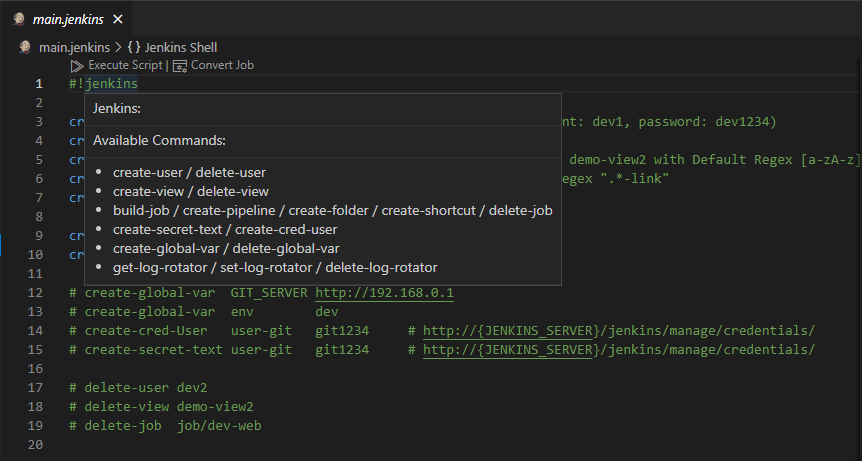 main.jenkins ×
main.jenkins > {} Jenkins Shell
Execute Script | Convert Job
1 #!jenkins
2
3 cr nt: dev1, password: dev1234)
4 cr
5 cr demo-view2 with Default Regex [a-zA-z]
6 cr egex ".*-link"
7 cr
8
9 cr
10 cr
11
Jenkins:
Available Commands:
• create-user / delete-user
• create-view / delete-view
• build-job / create-pipeline / create-folder / create-shortcut / delete-job
• create-secret-text / create-cred-user
• create-global-var / delete-global-var
• get-log-rotator / set-log-rotator / delete-log-rotator
12 # create-global-var GIT_SERVER http://192.168.0.1
13 # create-global-var env dev
14 # create-cred-User user-git git1234 # http://{JENKINS_SERVER}/jenkins/manage/credentials/
15 # create-secret-text user-git git1234 # http://{JENKINS_SERVER}/jenkins/manage/credentials/
16
17 # delete-user dev2
18 # delete-view demo-view2
19 # delete-job job/dev-web
20